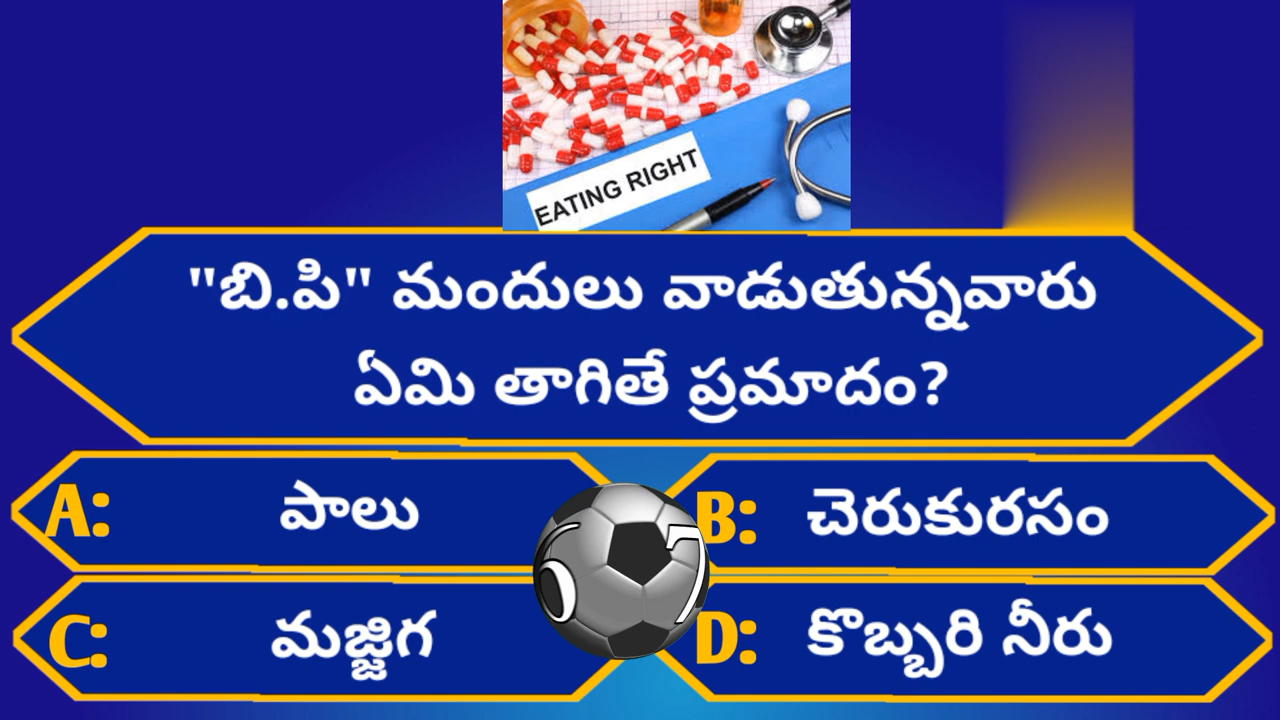 EATING RIGHT
"బి.పి" మందులు వాడుతున్నవారు
ఏమి తాగితే ప్రమాదం?
A: పాలు
B: చెరుకురసం
C: మజ్జిగ
D: కొబ్బరి నీరు